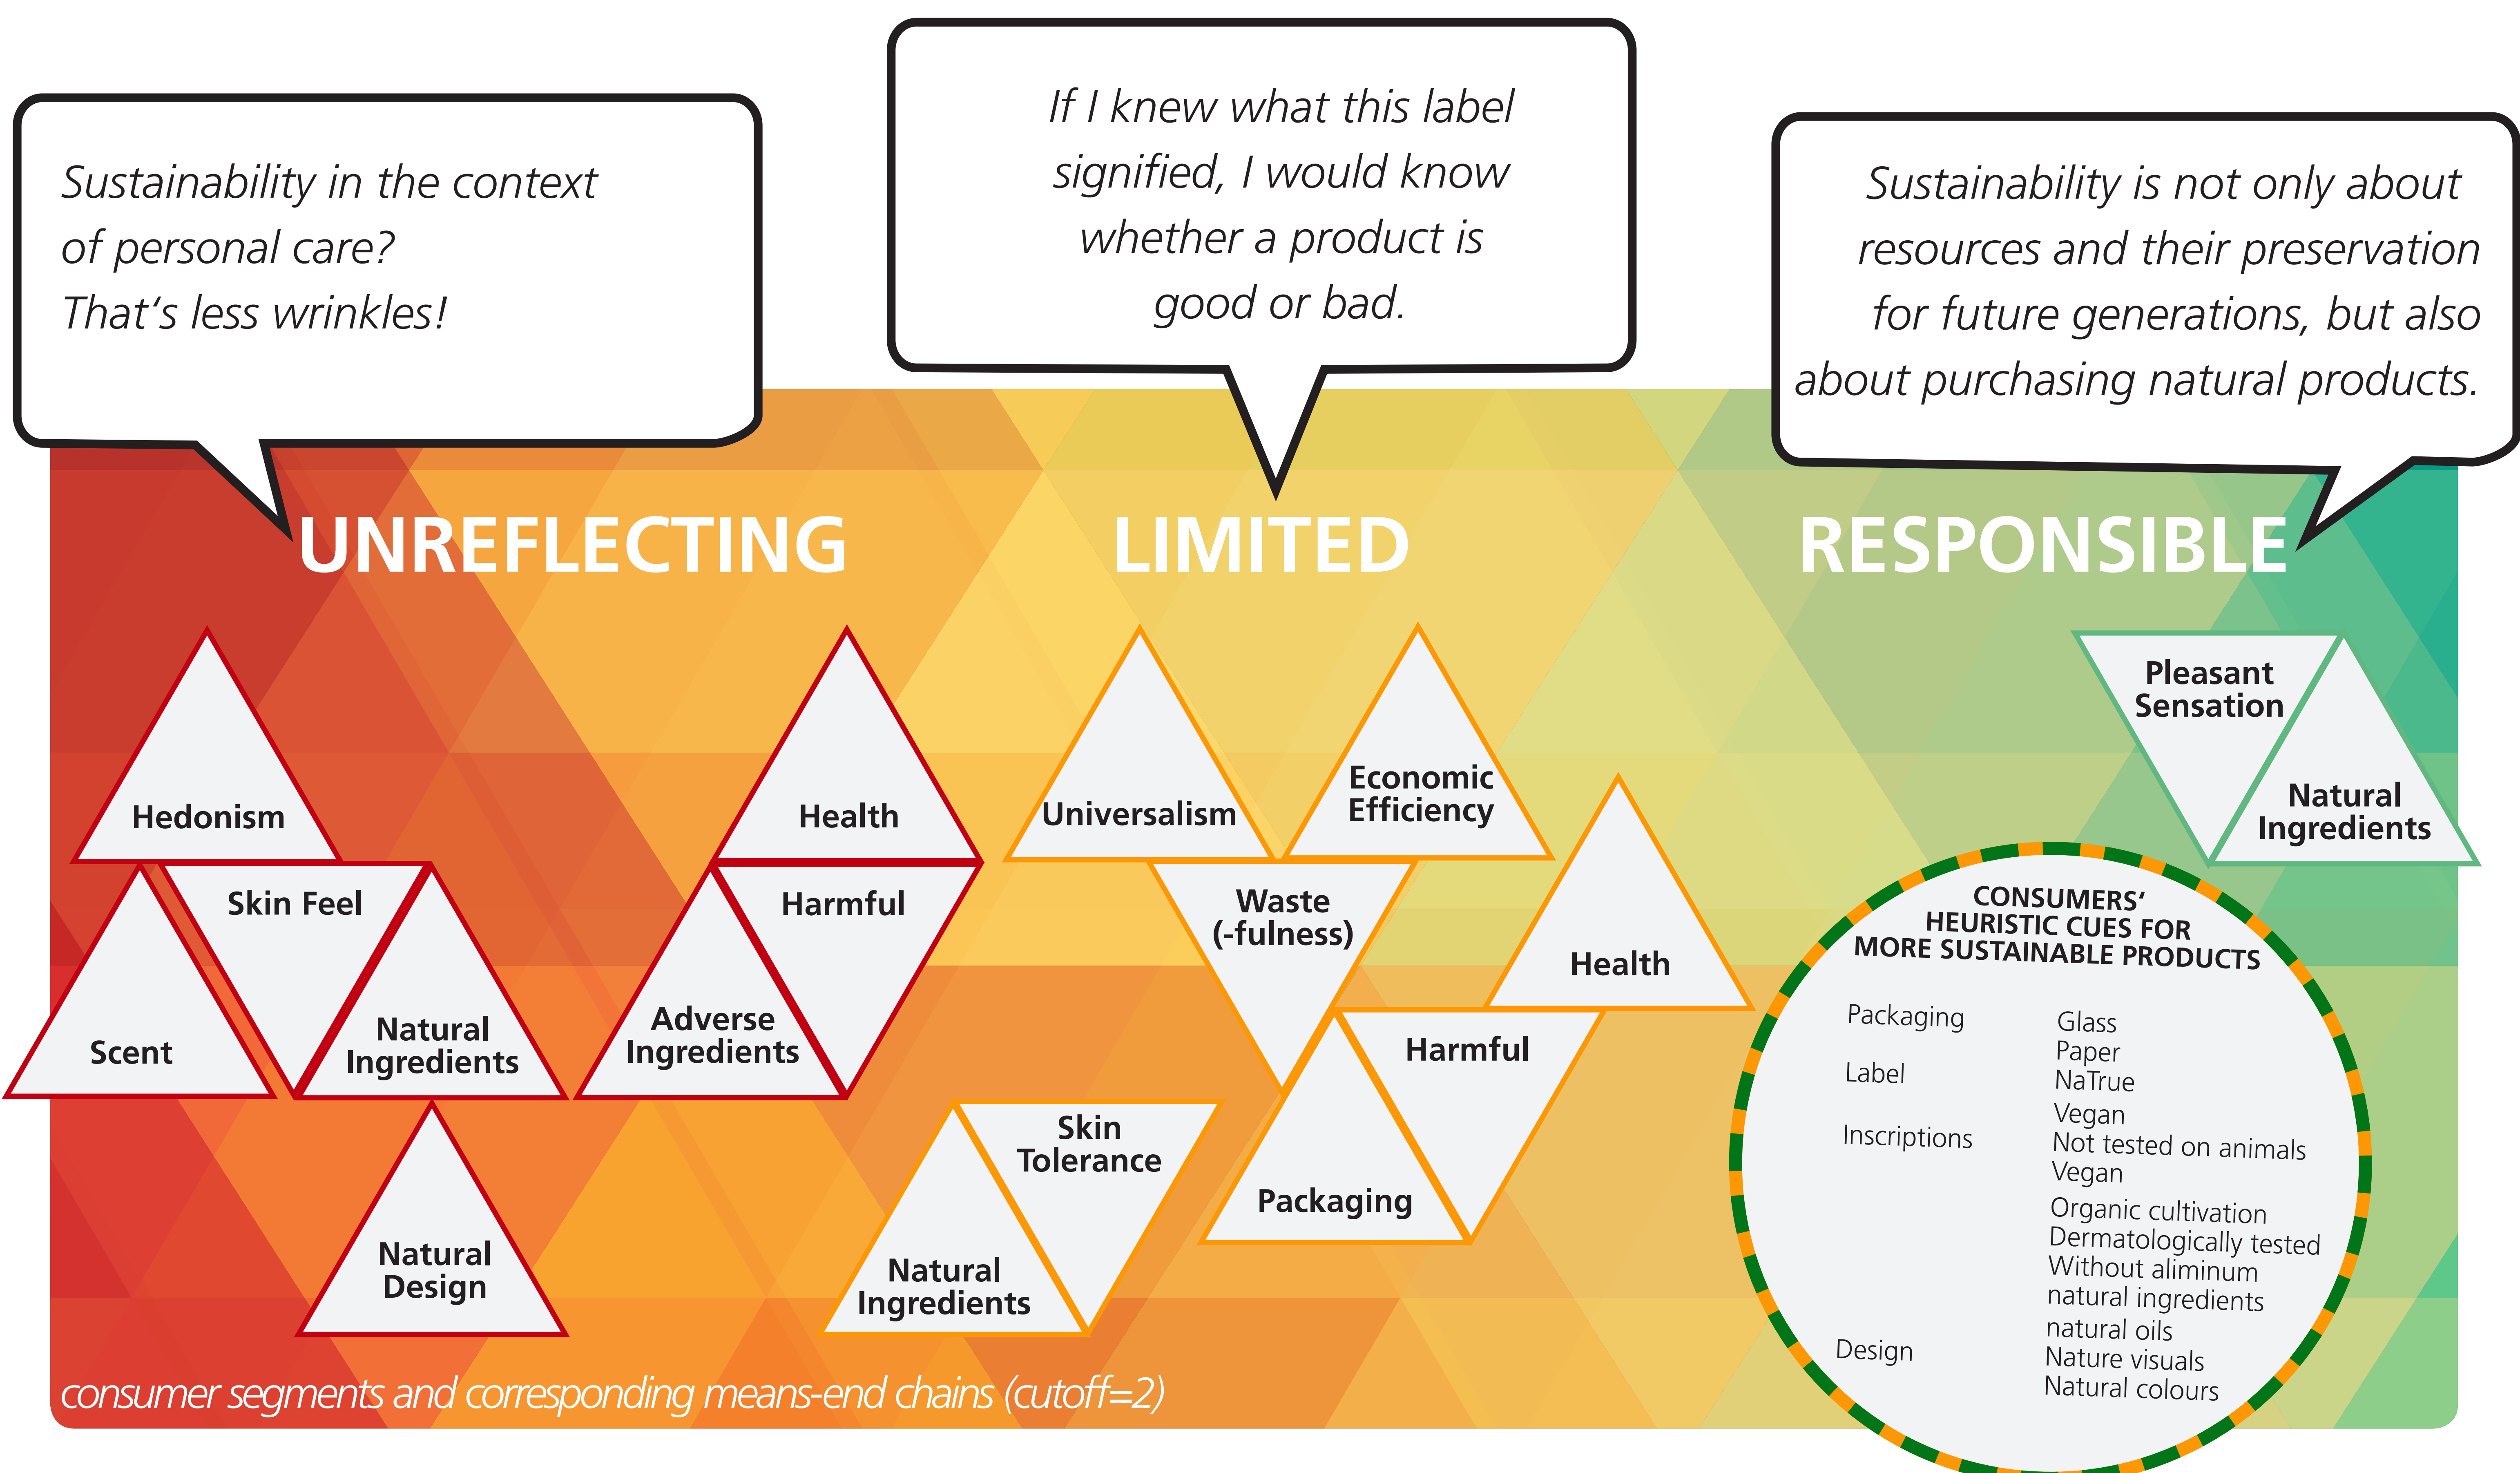 Sustainability in the context
of personal care?
That‘s less wrinkles!
If I knew what this label
signified, I would know
whether a product is
good or bad.
Sustainability is not only about
resources and their preservation
for future generations, but also
about purchasing natural products.
UNREFLECTING
LIMITED
RESPONSIBLE
Hedonism
Scent
Skin Feel
Natural
Ingredients
Natural
Design
Health
Harmful
Adverse
Ingredients
Universalism
Economic
Efficiency
Waste
(-fulness)
Health
Harmful
Packaging
Skin
Tolerance
Natural
Ingredients
Pleasant
Sensation
Natural
Ingredients
CONSUMERS‘
HEURISTIC CUES FOR
MORE SUSTAINABLE PRODUCTS
Packaging Glass
Paper
Label NaTrue
Vegan
Inscriptions Not tested on animals
Vegan
Organic cultivation
Dermatologically tested
Without aliminum
natural ingredients
natural oils
Design Nature visuals
Natural colours
consumer segments and corresponding means-end chains (cutoff=2)